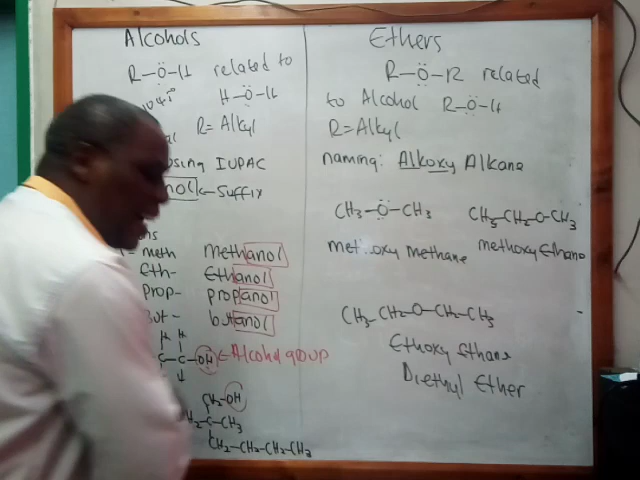 Alcohols
R-Ö-H related to
H-Ö-H
R=Alkyl
using IUPAC
anol ← Suffix
meth methanol
Eth- Ethanol
prop- propanol
But- butanol
H H
C-C-OH ← Alcohol group
CH₂-OH
H₂-C-CH₃
CH₂-CH₂-CH₂-CH₃
Ethers
R-Ö-R related
to Alcohol R-Ö-H
R=Alkyl
naming: Alkoxy Alkane
CH₃-Ö-CH₃ CH₃-CH₂-O-CH₃
methoxy methane methoxy Ethane
CH₃-CH₂-O-CH₂-CH₃
Ethoxy Ethane
Diethyl Ether